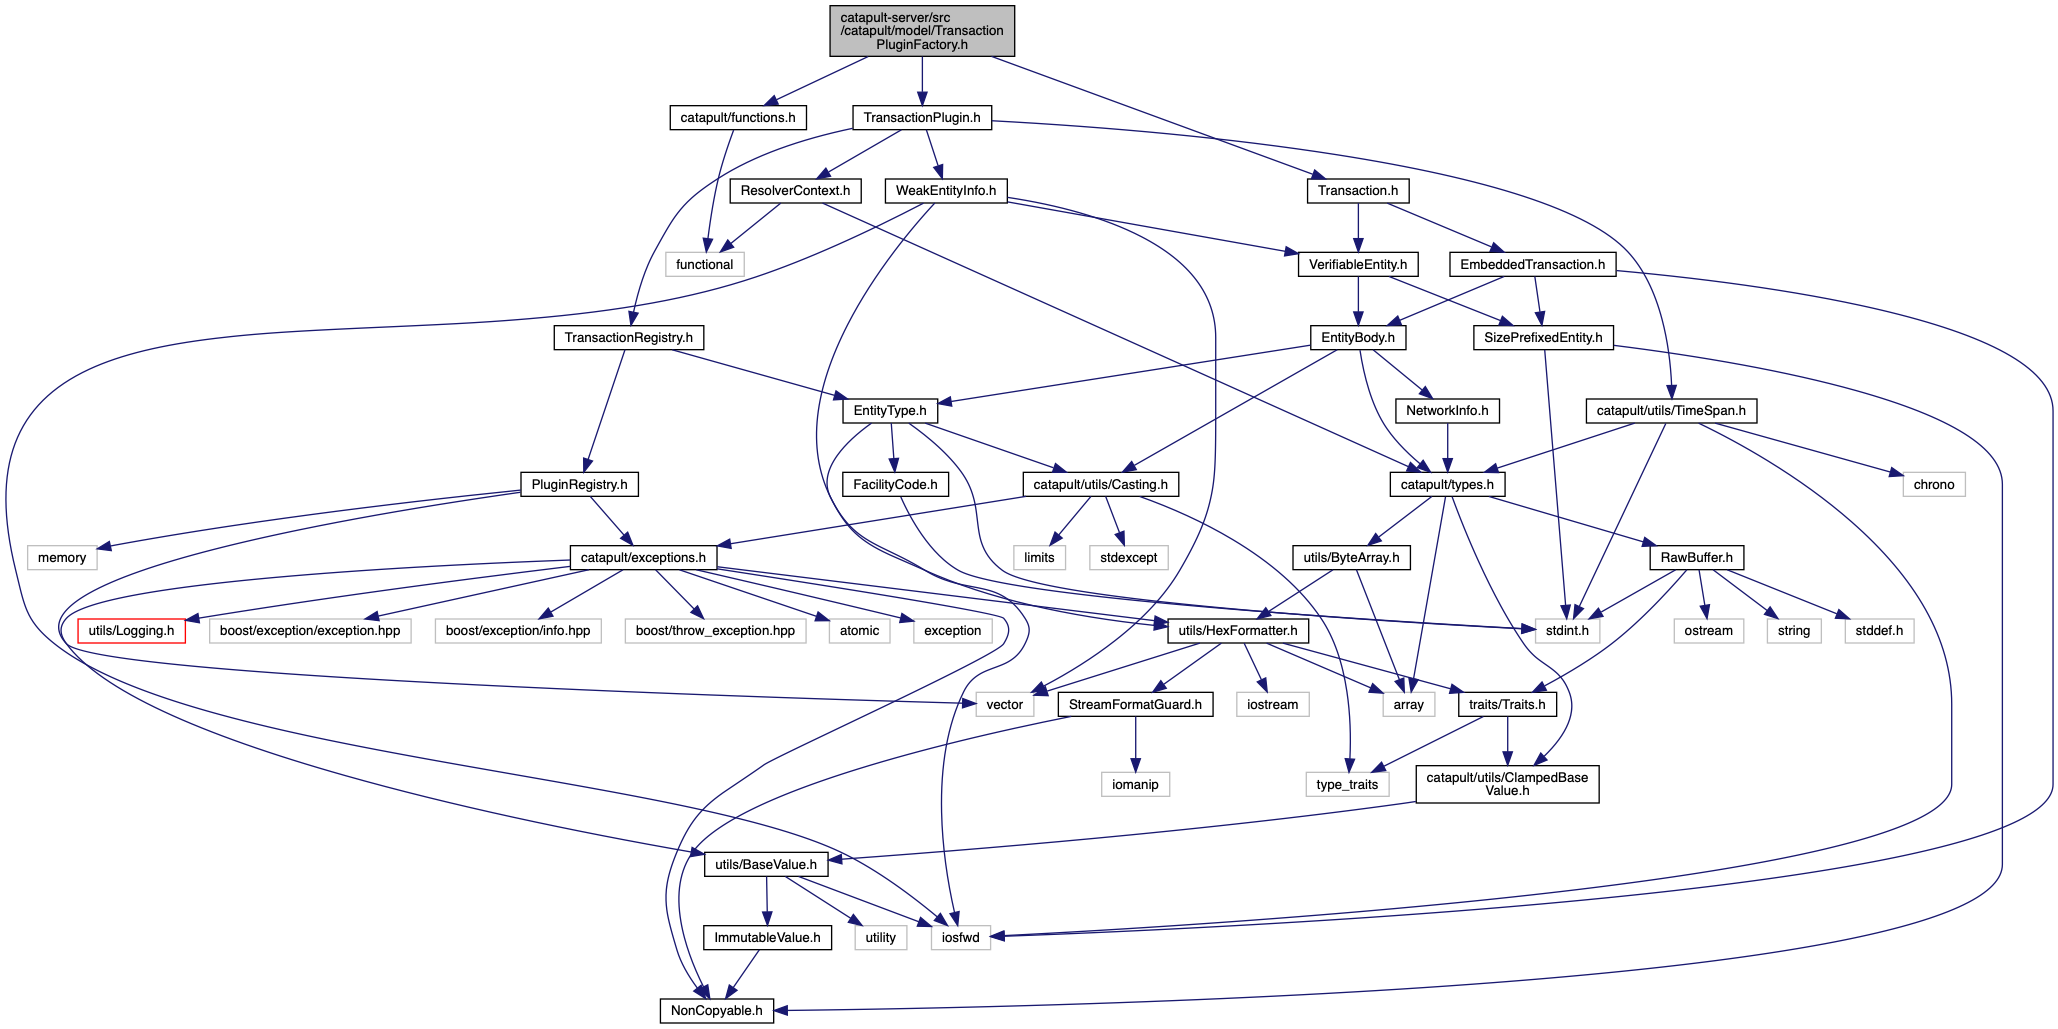 catapult-server/src
/catapult/model/Transaction
PluginFactory.h
catapult/functions.h
TransactionPlugin.h
ResolverContext.h
WeakEntityInfo.h
Transaction.h
functional
VerifiableEntity.h
EmbeddedTransaction.h
TransactionRegistry.h
EntityBody.h
SizePrefixedEntity.h
EntityType.h
NetworkInfo.h
catapult/utils/TimeSpan.h
PluginRegistry.h
FacilityCode.h
catapult/utils/Casting.h
catapult/types.h
chrono
memory
catapult/exceptions.h
limits
stdexcept
utils/ByteArray.h
RawBuffer.h
utils/Logging.h
boost/exception/exception.hpp
boost/exception/info.hpp
boost/throw_exception.hpp
atomic
exception
utils/HexFormatter.h
stdint.h
ostream
string
stddef.h
vector
StreamFormatGuard.h
iostream
array
traits/Traits.h
iomanip
type_traits
catapult/utils/ClampedBase
Value.h
utils/BaseValue.h
ImmutableValue.h
utility
iosfwd
NonCopyable.h